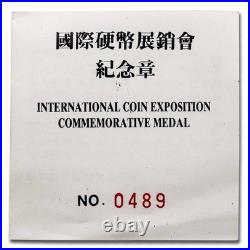 國際硬幣展銷會
紀念章
INTERNATIONAL COIN EXPOSITION
COMMEMORATIVE MEDAL
NO. 0489